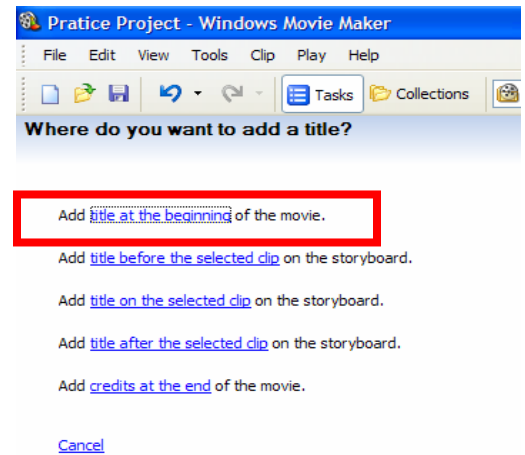 Pratice Project - Windows Movie Maker
File Edit View Tools Clip Play Help
Tasks Collections
Where do you want to add a title?
Add title at the beginning of the movie.
Add title before the selected clip on the storyboard.
Add title on the selected clip on the storyboard.
Add title after the selected clip on the storyboard.
Add credits at the end of the movie.
Cancel